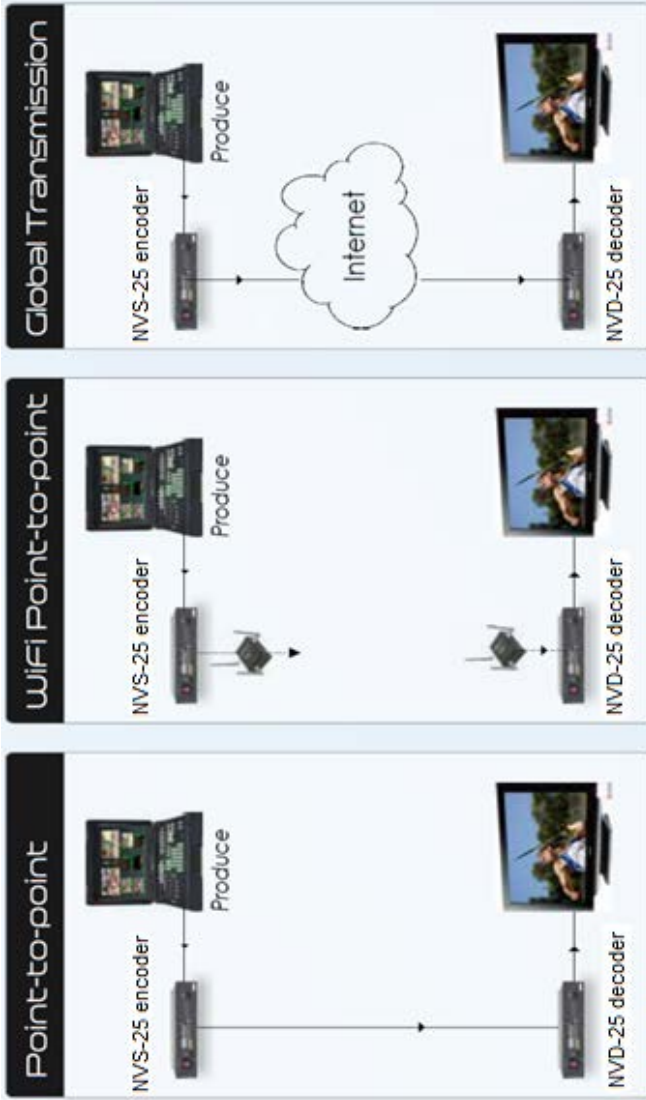 Point-to-point
NVS-25 encoder
Produce
NVD-25 decoder
WiFi Point-to-point
NVS-25 encoder
Produce
NVD-25 decoder
Global Transmission
NVS-25 encoder
Produce
Internet
NVD-25 decoder